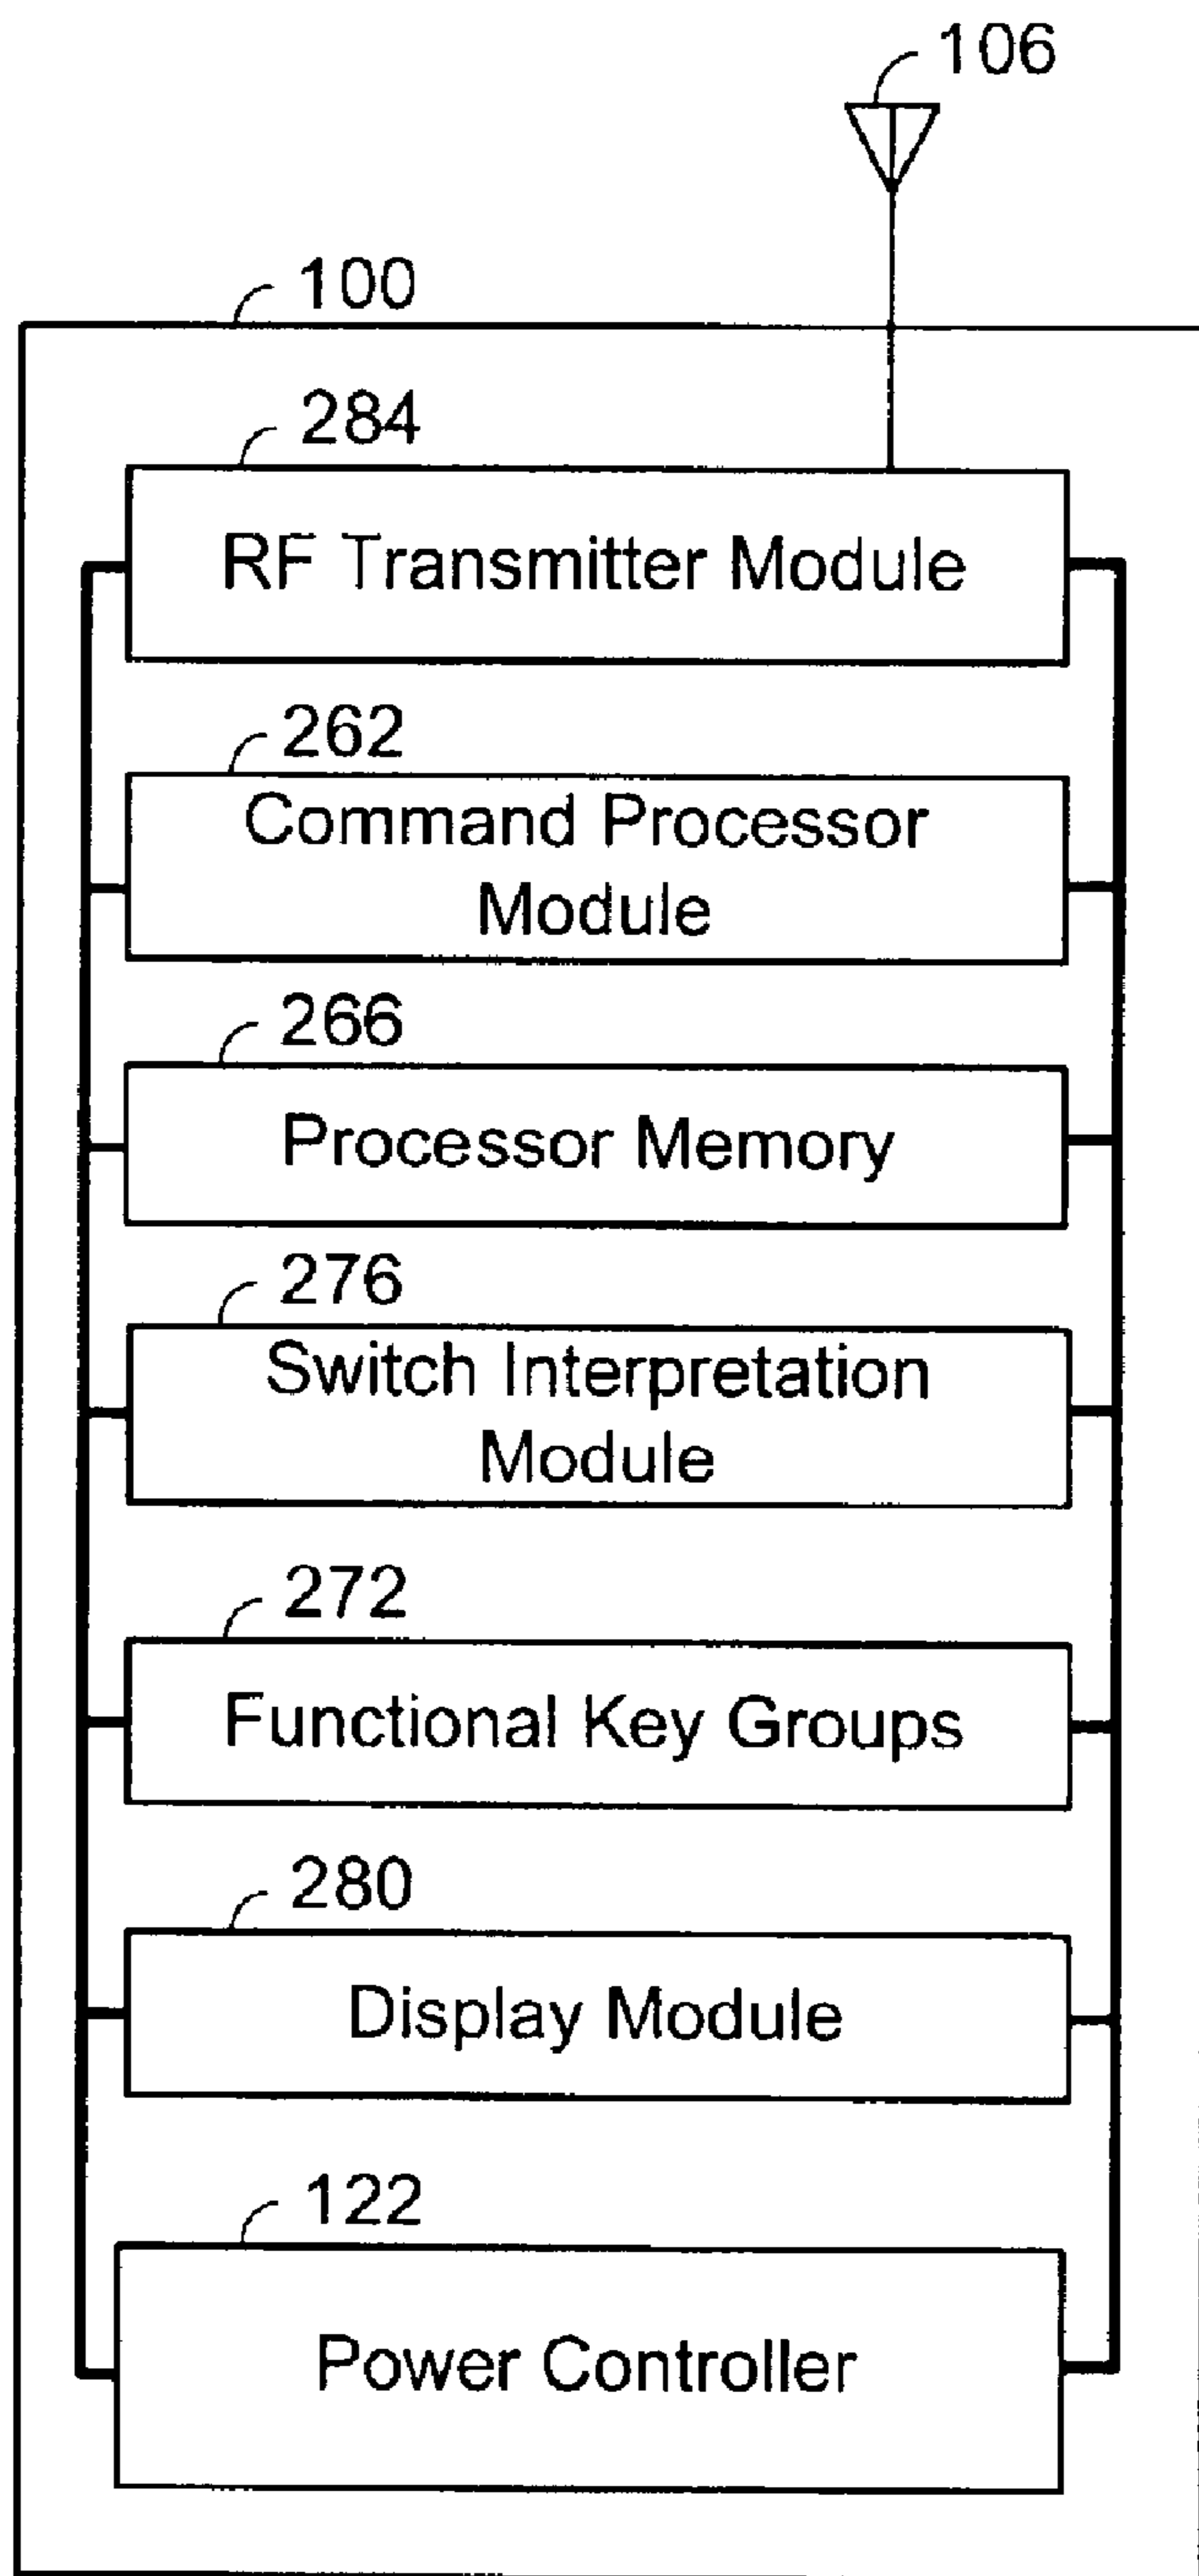 106
100
284
RF Transmitter Module
262
Command Processor
Module
266
Processor Memory
276
Switch Interpretation
Module
272
Functional Key Groups
280
Display Module
122
Power Controller